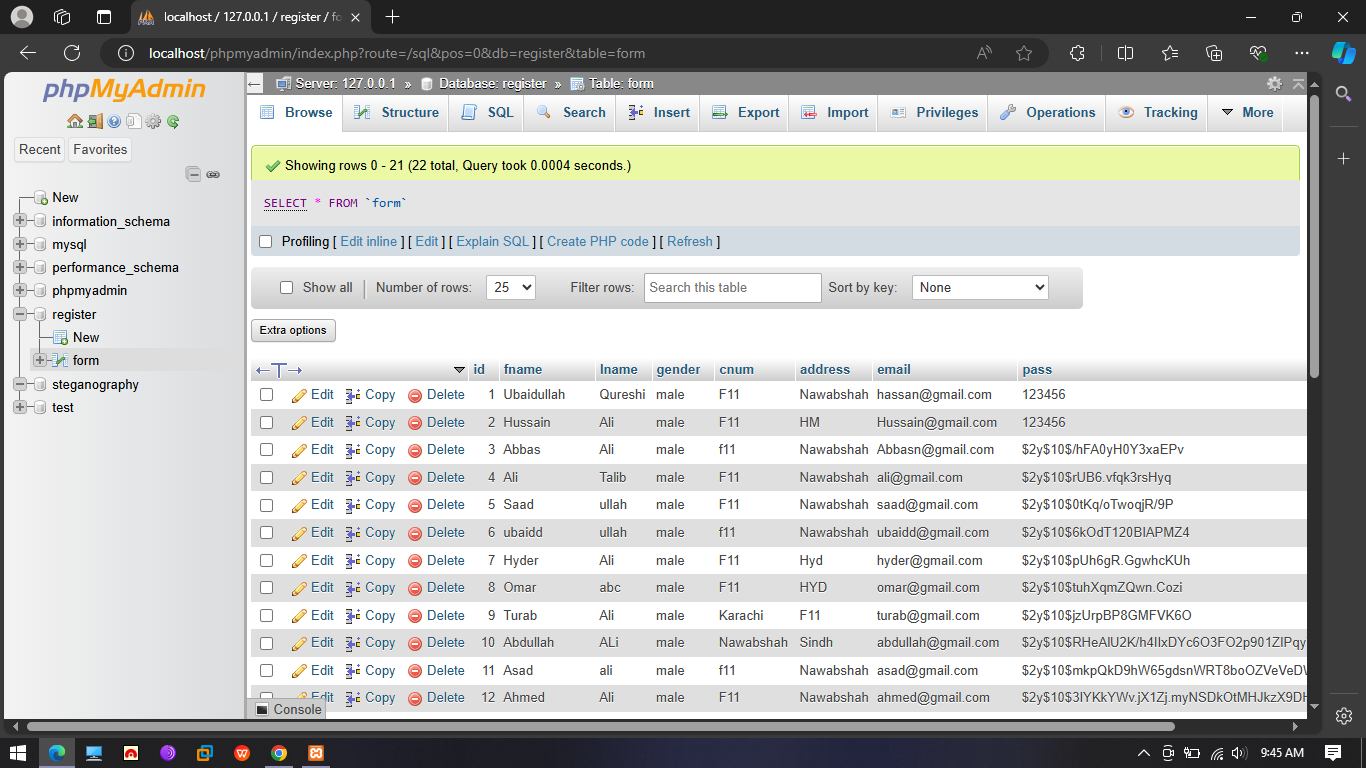 localhost / 127.0.0.1 / register / fo
localhost/phpmyadmin/index.php?route=/sql&pos=0&db=register&table=form
phpMyAdmin
Recent Favorites
New
information_schema
mysql
performance_schema
phpmyadmin
register
New
form
steganography
test
Server: 127.0.0.1 » Database: register » Table: form
Browse Structure SQL Search Insert Export Import Privileges Operations Tracking More
Showing rows 0 - 21 (22 total, Query took 0.0004 seconds.)
SELECT * FROM `form`
Profiling [ Edit inline ] [ Edit ] [ Explain SQL ] [ Create PHP code ] [ Refresh ]
Show all | Number of rows: 25 Filter rows: Search this table Sort by key: None
Extra options
id fname lname gender cnum address email pass
Edit Copy Delete 1 Ubaidullah Qureshi male F11 Nawabshah hassan@gmail.com 123456
Edit Copy Delete 2 Hussain Ali male F11 HM Hussain@gmail.com 123456
Edit Copy Delete 3 Abbas Ali male f11 Nawabshah Abbasn@gmail.com $2y$10$/hFA0yH0Y3xaEPv
Edit Copy Delete 4 Ali Talib male F11 Nawabshah ali@gmail.com $2y$10$rUB6.vfqk3rsHyq
Edit Copy Delete 5 Saad ullah male F11 Nawabshah saad@gmail.com $2y$10$0tKq/oTwoqjR/9P
Edit Copy Delete 6 ubaidd ullah male f11 Nawabshah ubaidd@gmail.com $2y$10$6kOdT120BIAPMZ4
Edit Copy Delete 7 Hyder Ali male F11 Hyd hyder@gmail.com $2y$10$pUh6gR.GgwhcKUh
Edit Copy Delete 8 Omar abc male F11 HYD omar@gmail.com $2y$10$tuhXqmZQwn.Cozi
Edit Copy Delete 9 Turab Ali male Karachi F11 turab@gmail.com $2y$10$jzUrpBP8GMFVK6O
Edit Copy Delete 10 Abdullah ALi male Nawabshah Sindh abdullah@gmail.com $2y$10$RHeAlU2K/h4IIxDYc6O3FO2p901ZIPqy
Edit Copy Delete 11 Asad ali male f11 Nawabshah asad@gmail.com $2y$10$mkpQkD9hW65gdsnWRT8boOZVeVeD
Edit Copy Delete 12 Ahmed Ali male F11 Nawabshah ahmed@gmail.com $2y$10$3IYKkYWv.jX1Zj.myNSDkOtMHJkzX9D
Console
9:45 AM